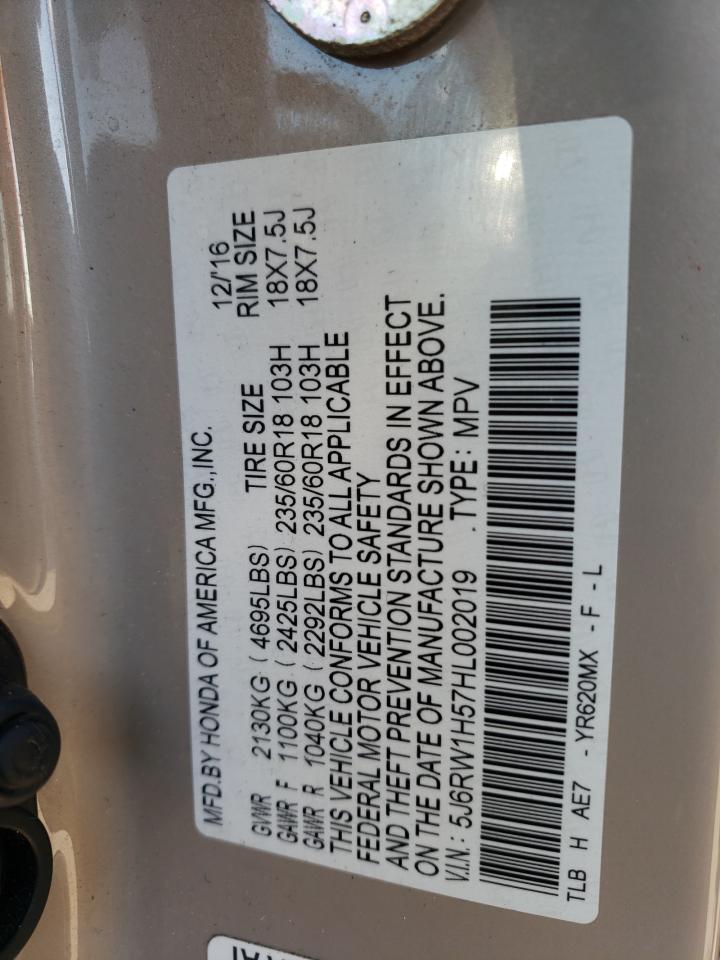 MFD.BY HONDA OF AMERICA MFG.,INC. 12/'16
GVWR 2130KG ( 4695LBS) TIRE SIZE RIM SIZE
GAWR F 1100KG ( 2425LBS) 235/60R18 103H 18X7.5J
GAWR R 1040KG ( 2292LBS) 235/60R18 103H 18X7.5J
THIS VEHICLE CONFORMS TO ALL APPLICABLE
FEDERAL MOTOR VEHICLE SAFETY
AND THEFT PREVENTION STANDARDS IN EFFECT
ON THE DATE OF MANUFACTURE SHOWN ABOVE.
V.I.N.: 5J6RW1H57HL002019 . TYPE: MPV
TLB H AE7 - YR620MX - F - L